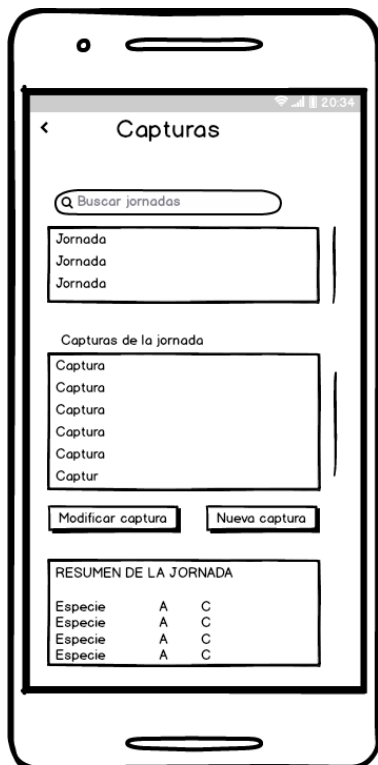 20:34
Capturas
Buscar jornadas
Jornada
Jornada
Jornada
Capturas de la jornada
Captura
Captura
Captura
Captura
Captura
Captur
Modificar captura Nueva captura
RESUMEN DE LA JORNADA
Especie A C
Especie A C
Especie A C
Especie A C